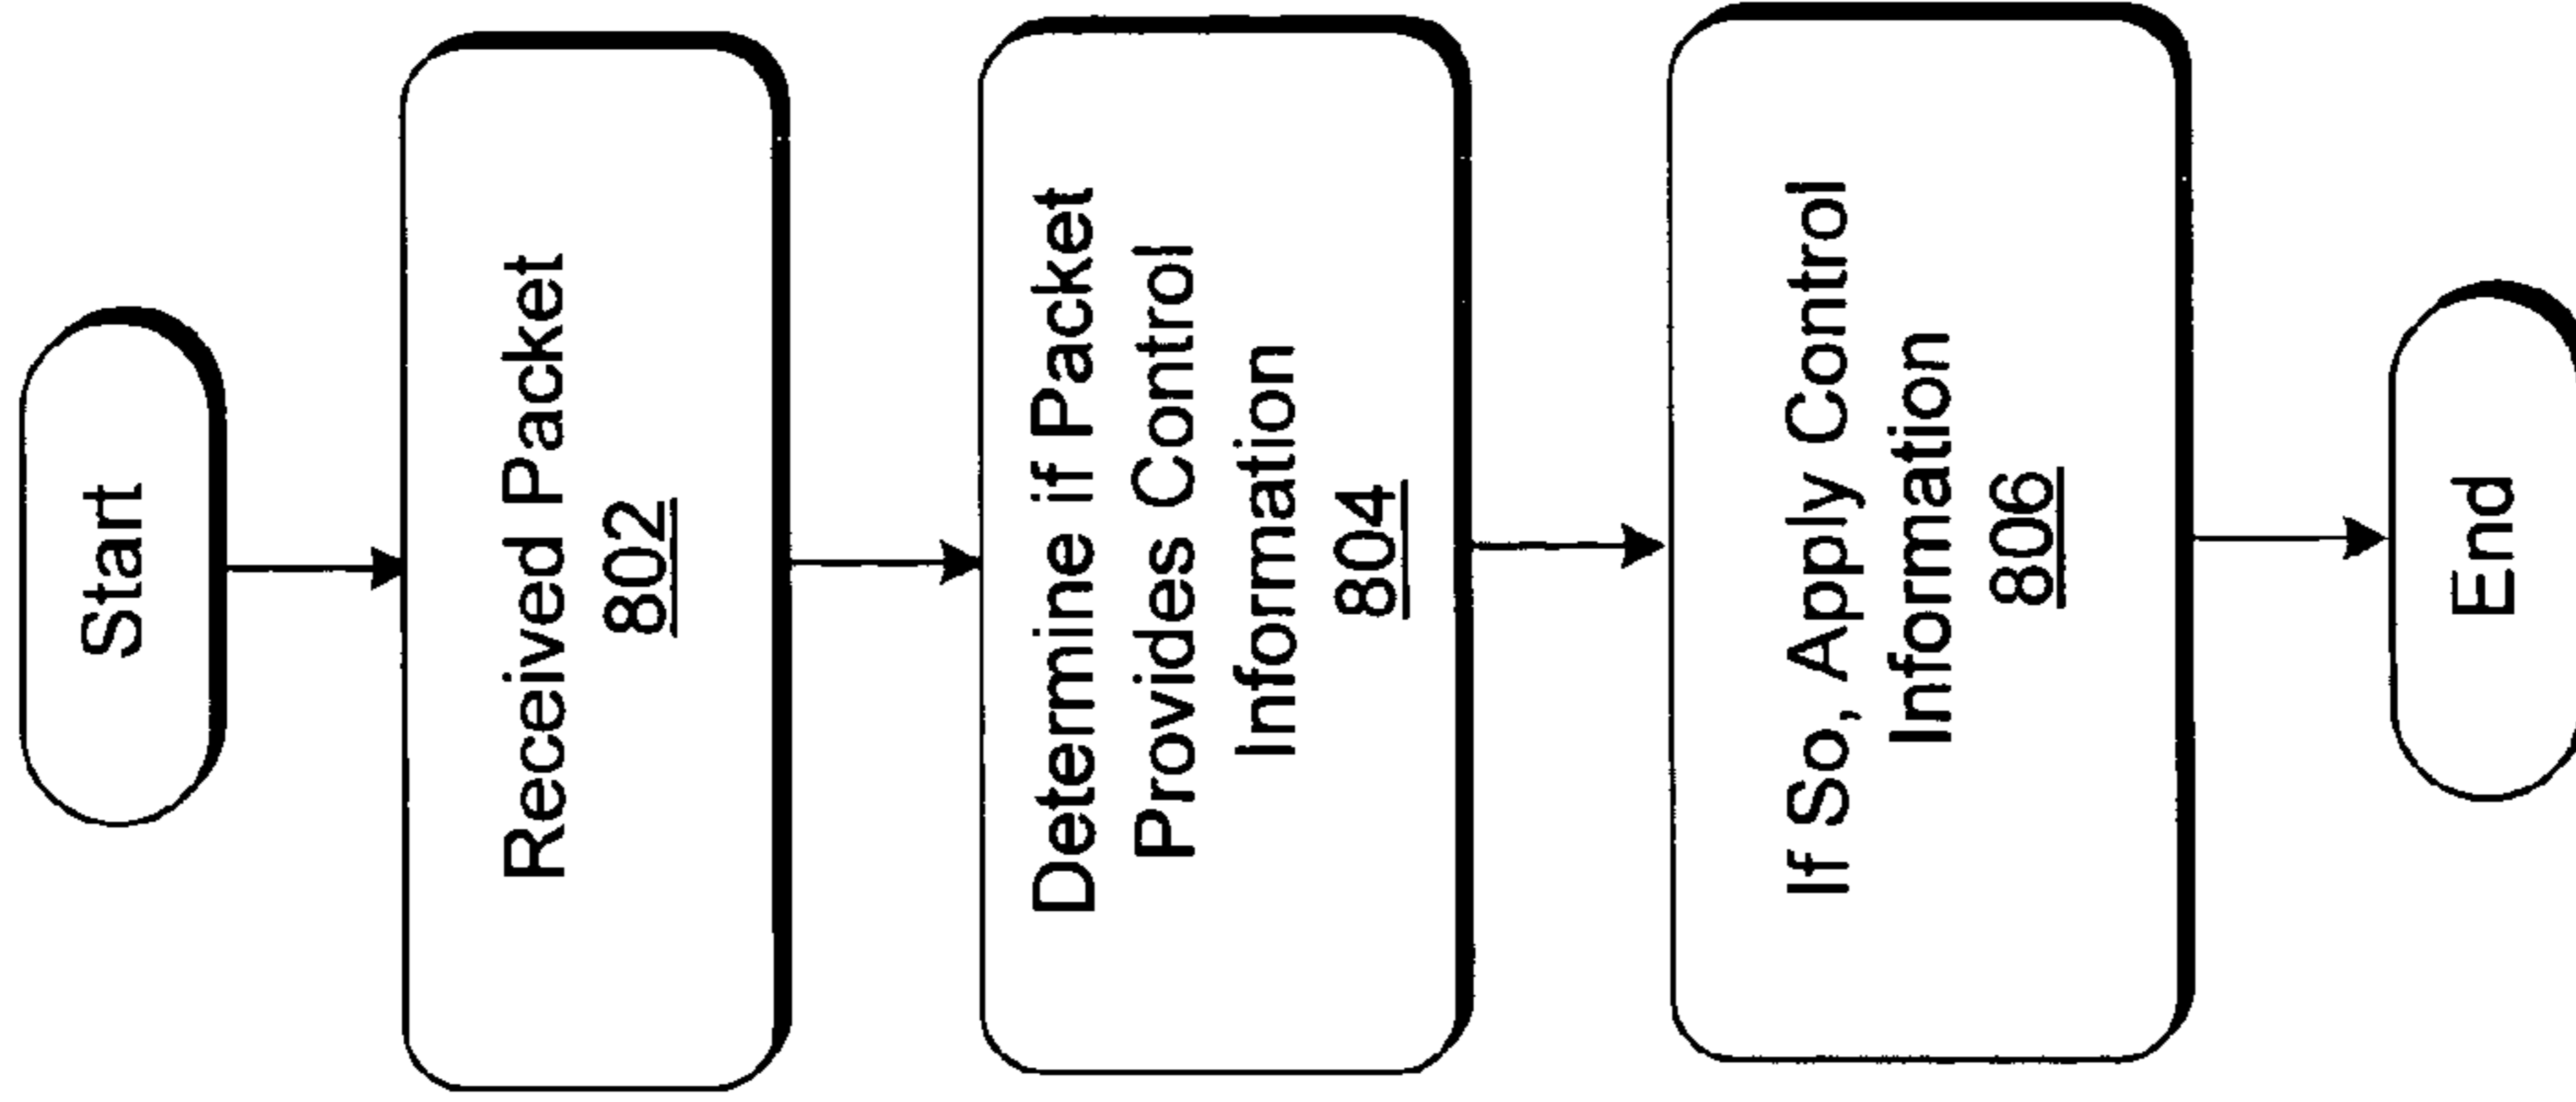 Start
Received Packet
802
Determine if Packet
Provides Control
Information
804
If So, Apply Control
Information
806
End